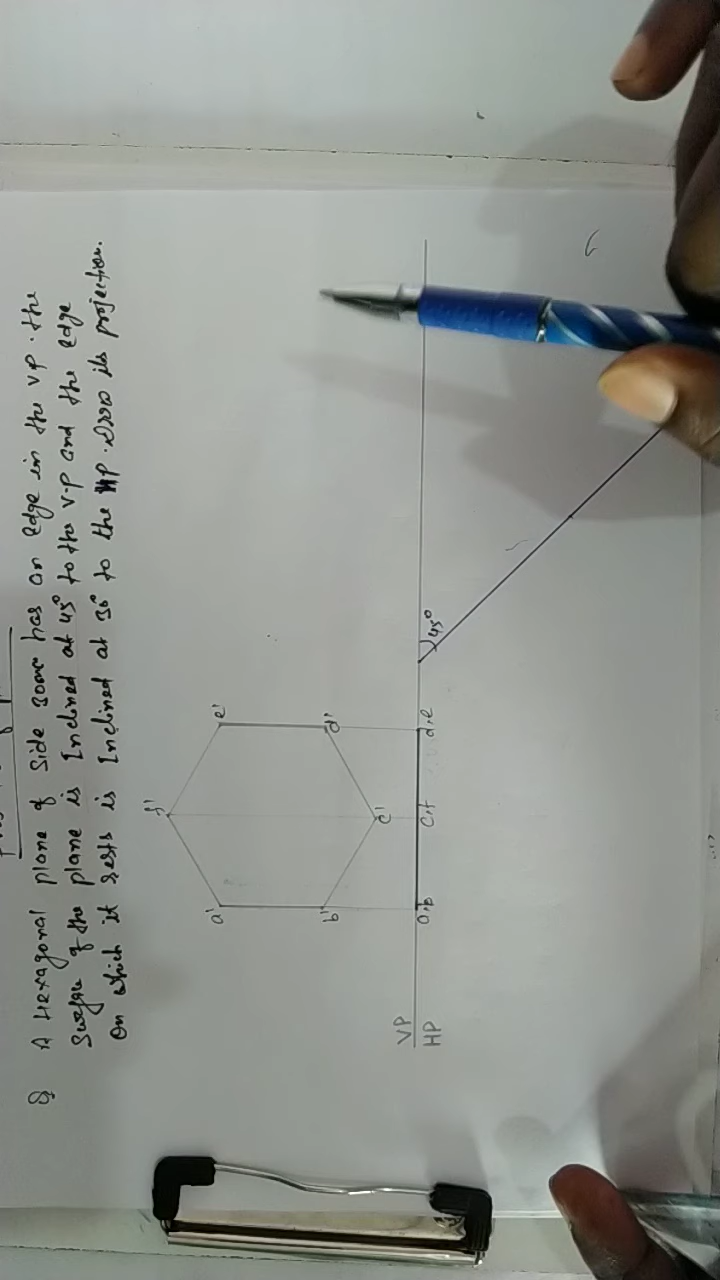 Q A Hexagonal plane of side 30mm has an edge in the VP. the
Surface of the plane is Inclined at 45° to the V.P and the edge
on which it rests is Inclined at 30° to the HP. Draw its projection.
f'
a'
e'
b'
d'
c'
VP
HP
a,b
c,f
d,e
45°